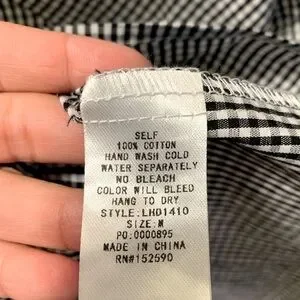 SELF
100% COTTON
HAND WASH COLD
WATER SEPARATELY
NO BLEACH
COLOR WILL BLEED
HANG TO DRY
STYLE:LHD1410
SIZE:M
PO:0000895
MADE IN CHINA
RN#152590